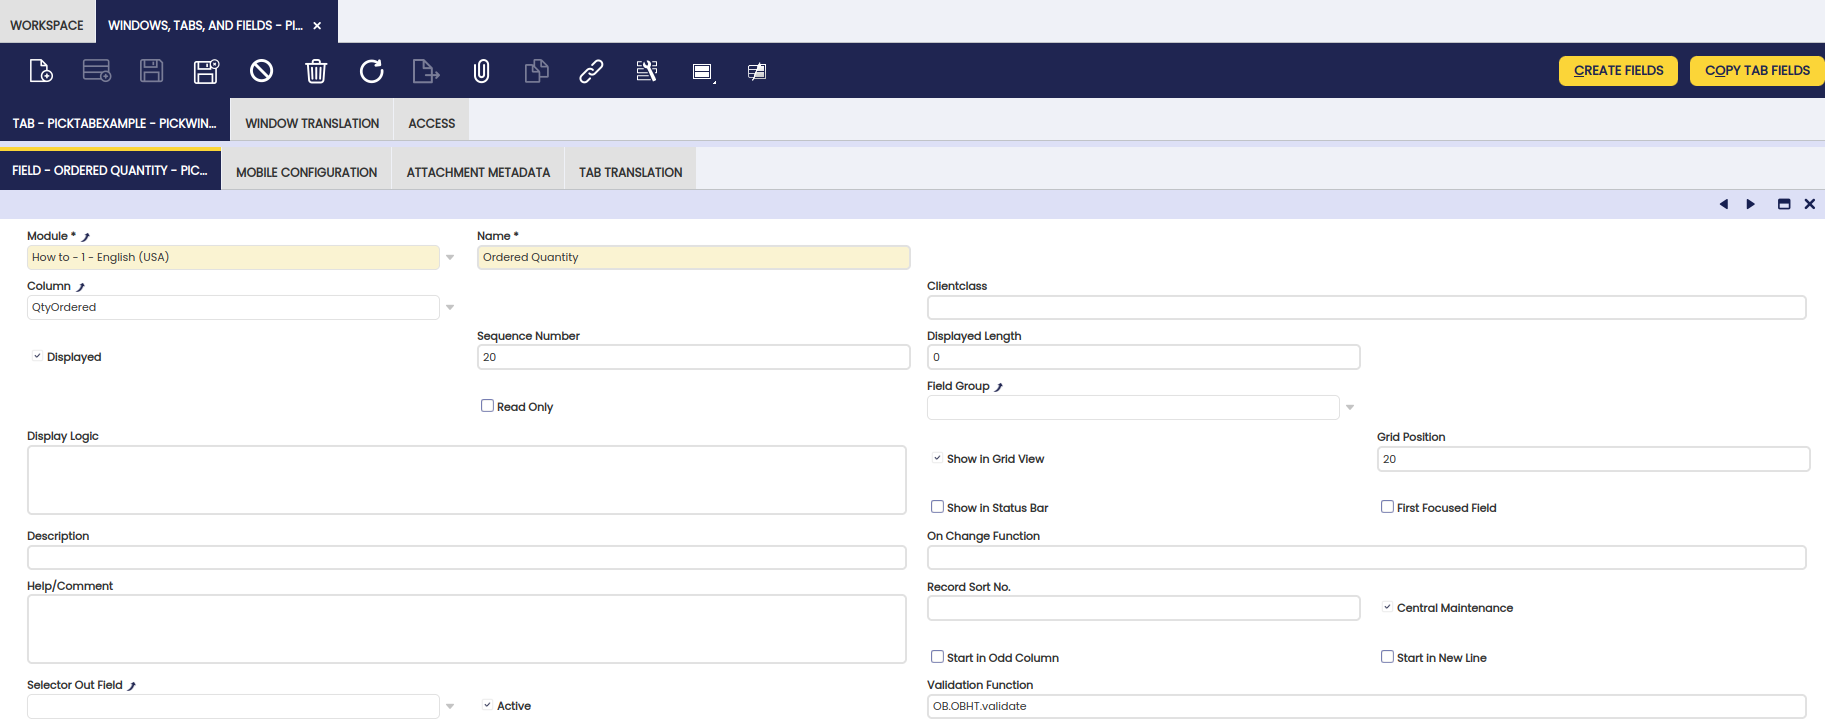 WORKSPACE
WINDOWS, TABS, AND FIELDS - PI...
CREATE FIELDS
COPY TAB FIELDS
TAB - PICKTABEXAMPLE - PICKWIN...
WINDOW TRANSLATION
ACCESS
FIELD - ORDERED QUANTITY - PIC...
MOBILE CONFIGURATION
ATTACHMENT METADATA
TAB TRANSLATION
Module *
Name *
How to - 1 - English (USA)
Ordered Quantity
Column
Clientclass
QtyOrdered
Sequence Number
Displayed Length
Displayed
20
0
Field Group
Read Only
Display Logic
Grid Position
Show in Grid View
20
Show in Status Bar
First Focused Field
Description
On Change Function
Help/Comment
Record Sort No.
Central Maintenance
Start in Odd Column
Start in New Line
Selector Out Field
Validation Function
Active
OB.OBHT.validate